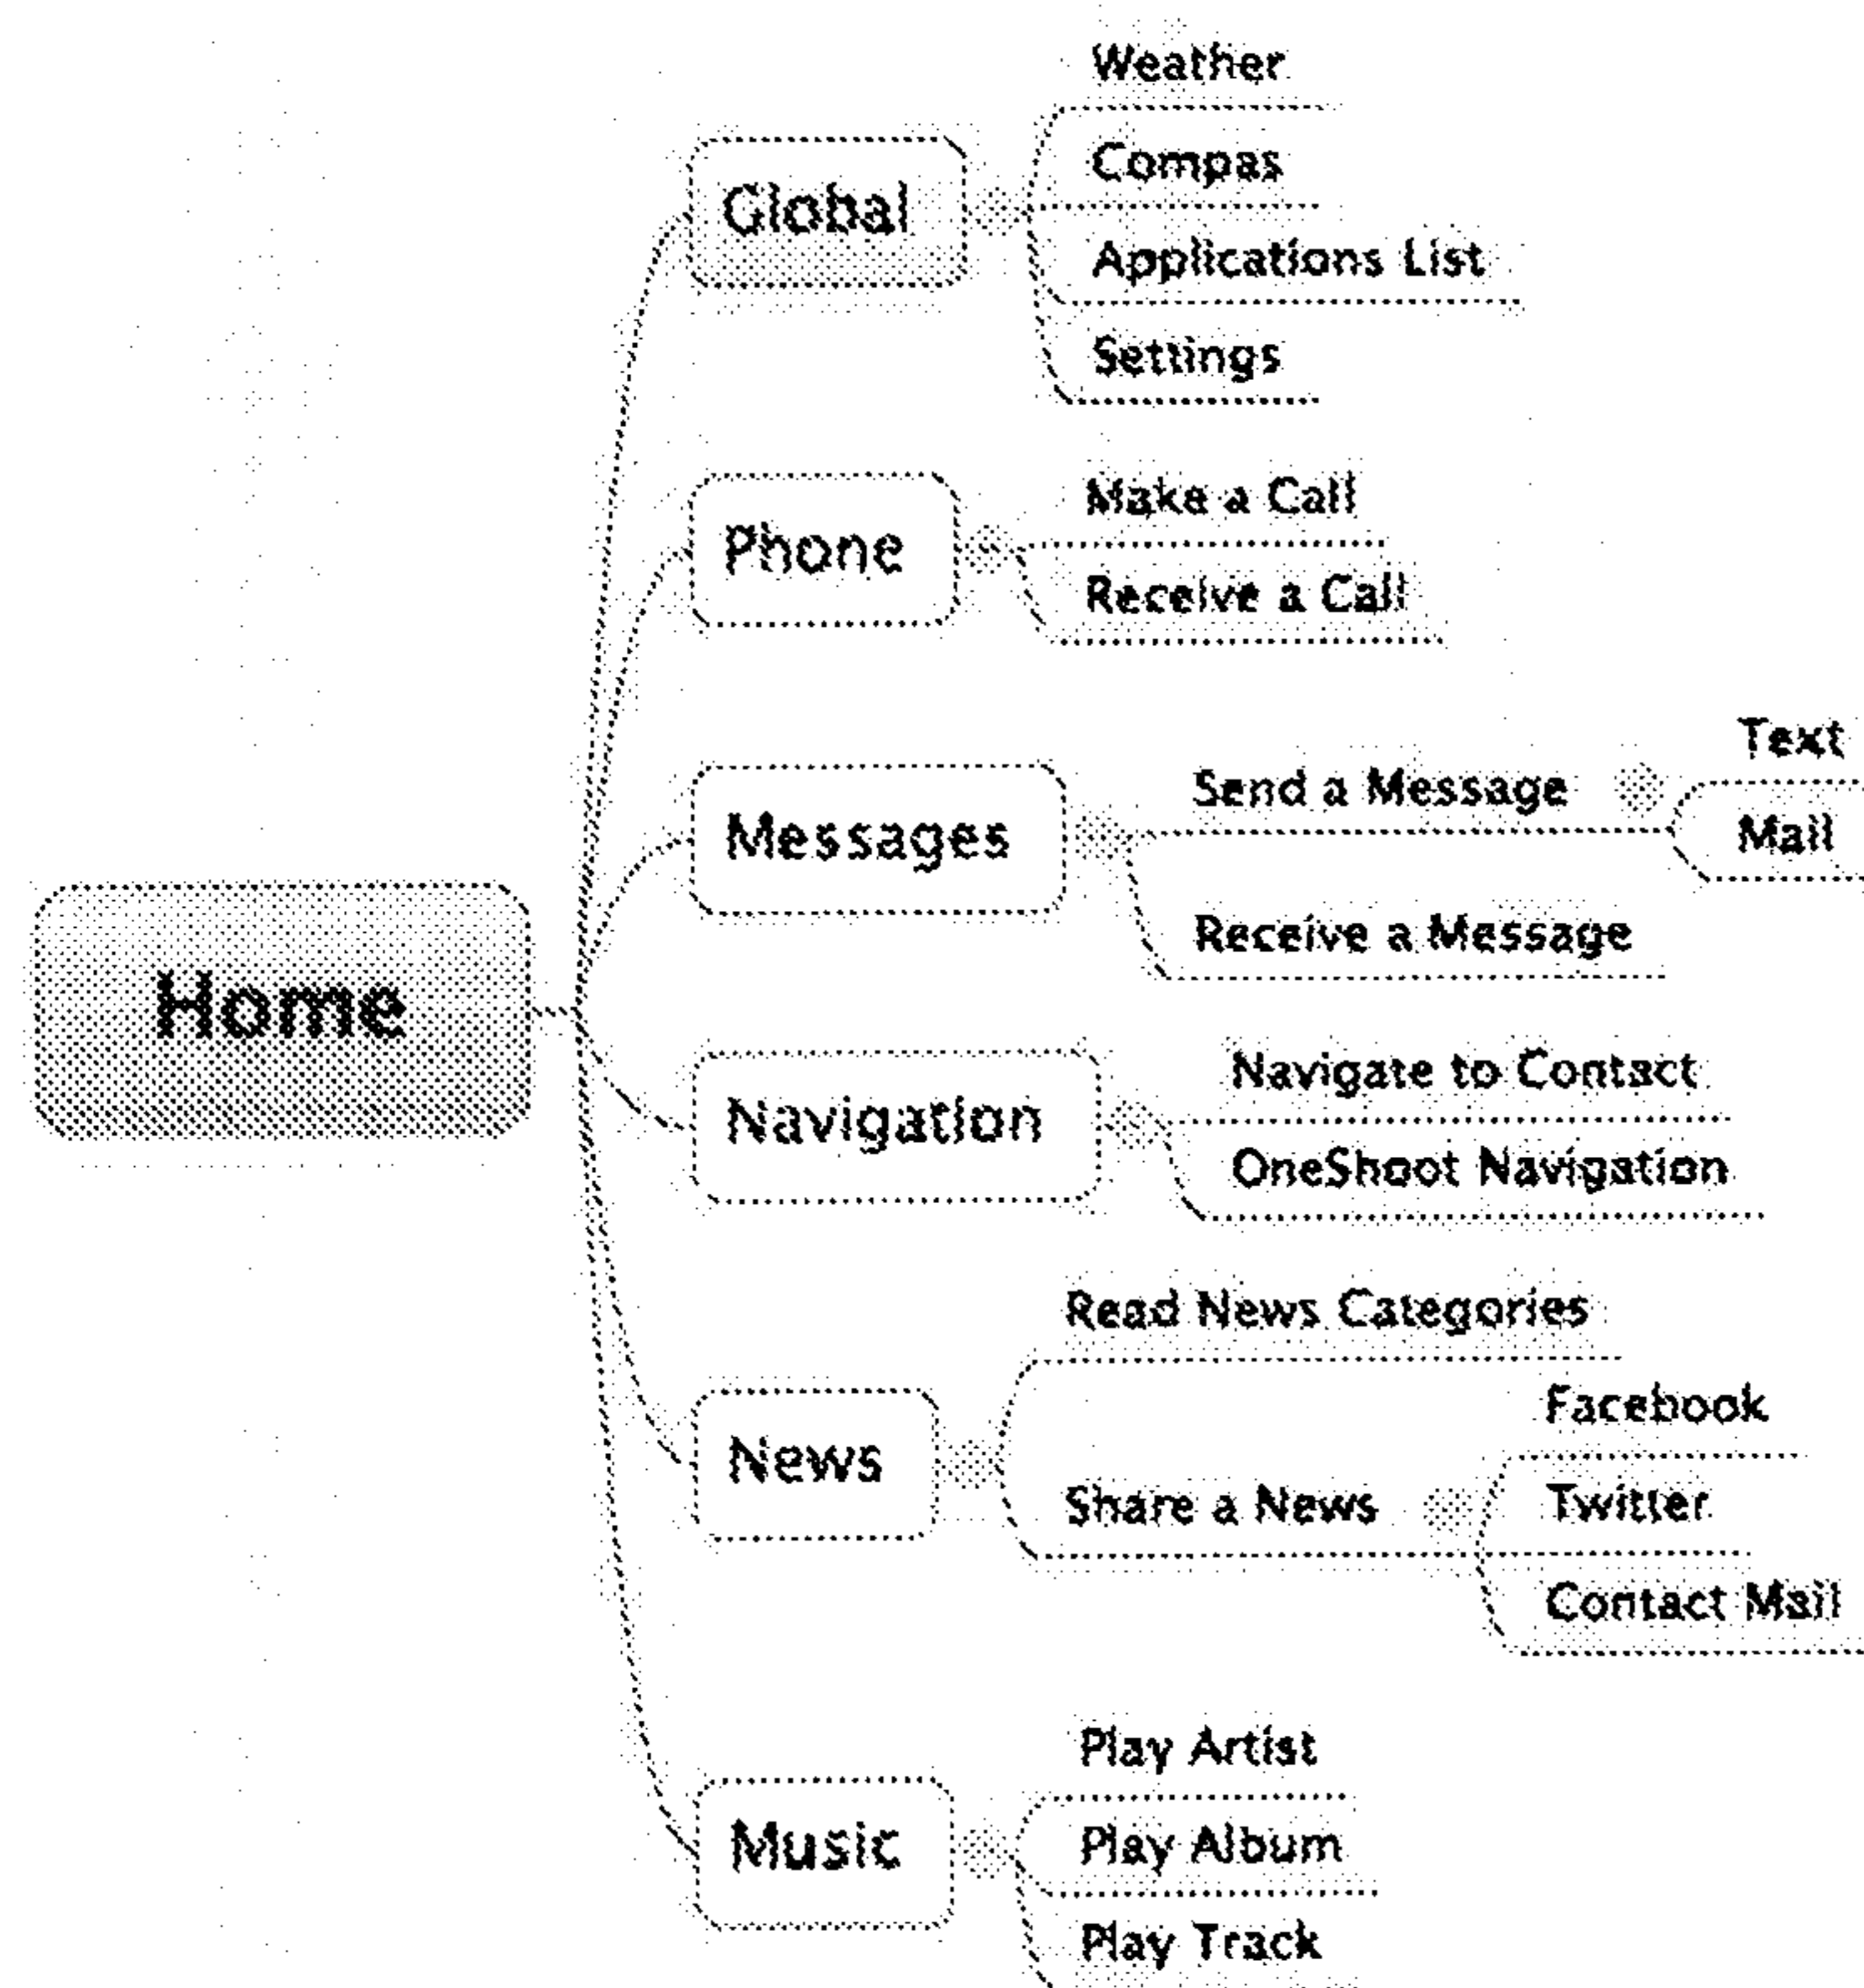 Home
Global
Weather
Compas
Applications List
Settings
Phone
Make a Call
Receive a Call
Messages
Send a Message
Text
Mail
Receive a Message
Navigation
Navigate to Contact
OneShoot Navigation
News
Read News Categories
Share a News
Facebook
Twitter
Contact Mail
Music
Play Artist
Play Album
Play Track